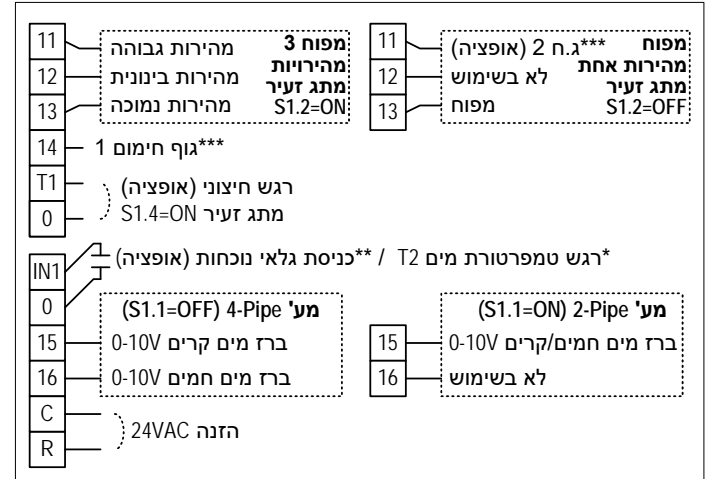 11 מהירות גבוהה
12 מהירות בינונית
13 מהירות נמוכה
מפוח 3
מהירויות
מתג זעיר
S1.2=ON
11 ***ג.ח 2 (אופציה)
12 לא בשימוש
13 מפוח
מפוח
מהירות אחת
מתג זעיר
S1.2=OFF
14 ***גוף חימום 1
T1 רגש חיצוני (אופציה)
0 מתג זעיר S1.4=ON
IN1 *רגש טמפרטורת מים T2 / **כניסת גלאי נוכחות (אופציה)
0
מע' 4-Pipe (S1.1=OFF)
15 ברז מים קרים 0-10V
16 ברז מים חמים 0-10V
מע' 2-Pipe (S1.1=ON)
15 ברז מים חמים/קרים 0-10V
16 לא בשימוש
C
R
הזנה 24VAC